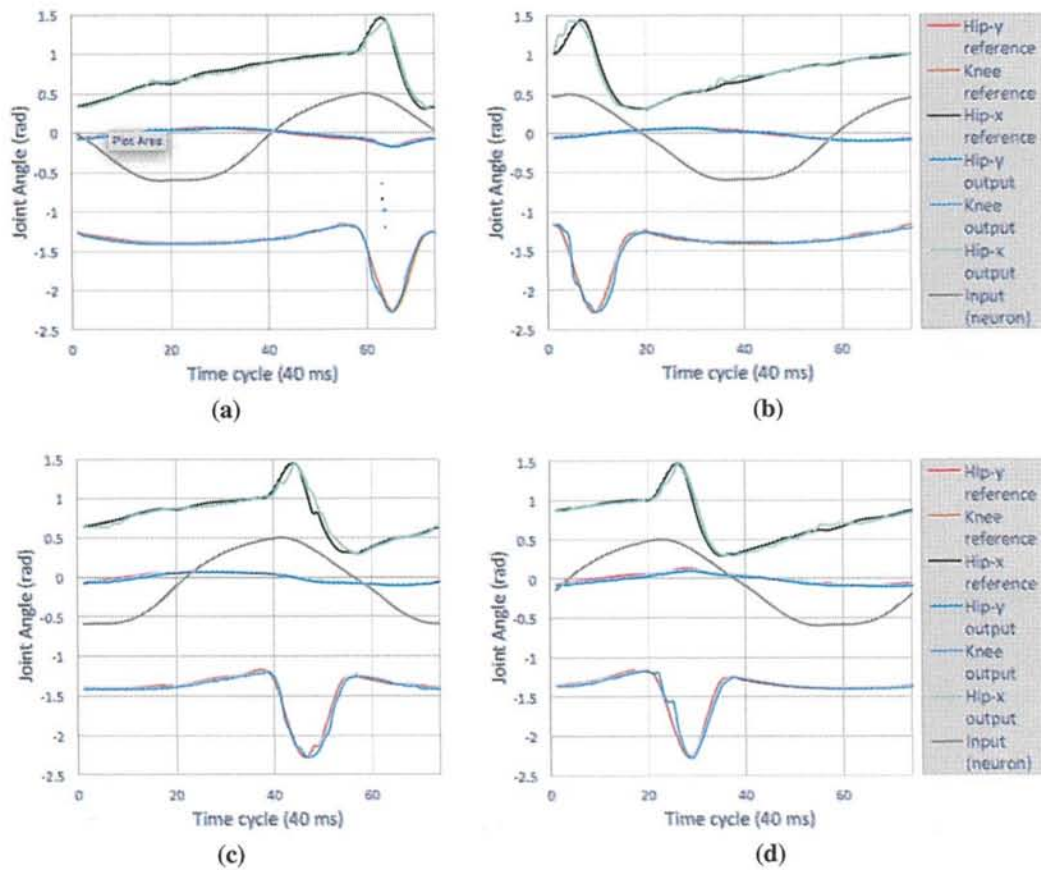 1.5
1
0.5
0
-0.5
-1
-1.5
-2
-2.5
Joint Angle (rad)
Plot Area
0
20
40
60
Time cycle (40 ms)
(a)
1.5
1
0.5
0
-0.5
-1
-1.5
-2
-2.5
Joint Angle (rad)
0
20
40
60
Time cycle (40 ms)
(b)
Hip-y
reference
Knee
reference
Hip-x
reference
Hip-y
output
Knee
output
Hip-x
output
Input
(neuron)
1.5
1
0.5
0
-0.5
-1
-1.5
-2
-2.5
Joint Angle (rad)
0
20
40
60
Time cycle (40 ms)
(c)
1.5
1
0.5
0
-0.5
-1
-1.5
-2
-2.5
Joint Angle (rad)
0
20
40
60
Time cycle (40 ms)
(d)
Hip-y
reference
Knee
reference
Hip-x
reference
Hip-y
output
Knee
output
Hip-x
output
Input
(neuron)